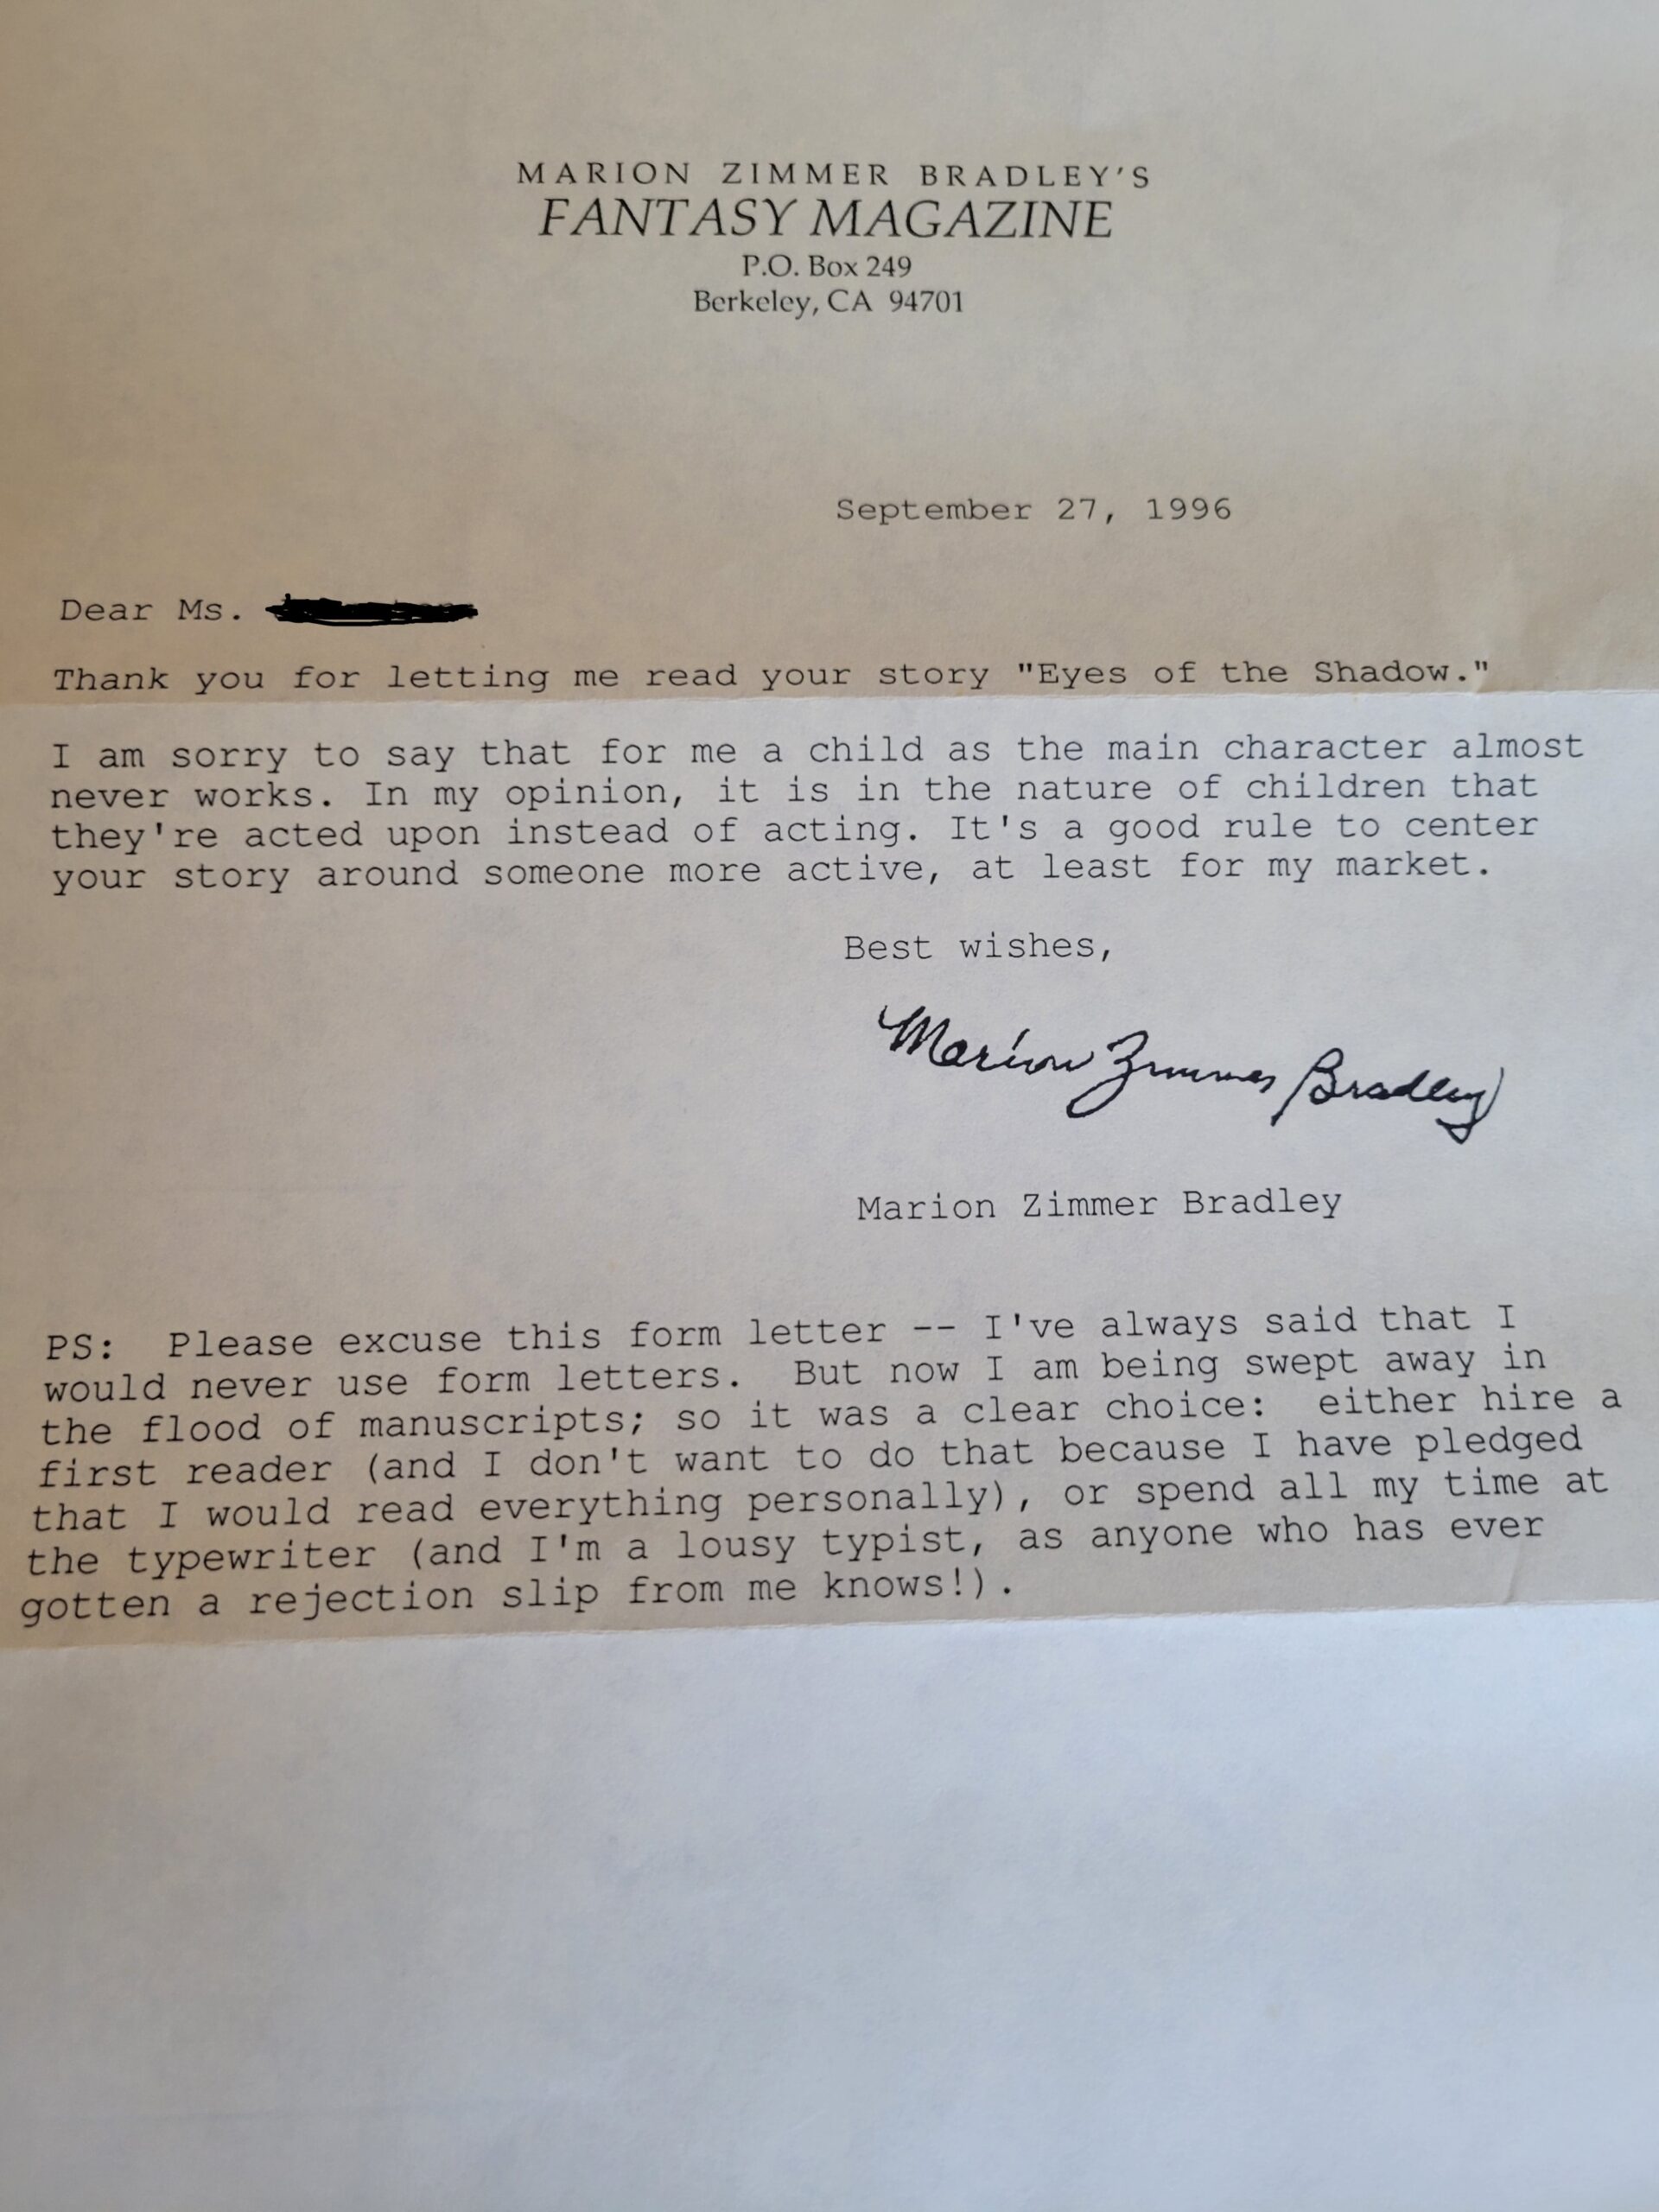 MARION ZIMMER BRADLEY'S
FANTASY MAGAZINE
P.O. Box 249
Berkeley, CA 94701
September 27, 1996
Dear Ms.
Thank you for letting me read your story "Eyes of the Shadow."
I am sorry to say that for me a child as the main character almost
never works. In my opinion, it is in the nature of children that
they're acted upon instead of acting. It's a good rule to center
your story around someone more active, at least for my market.
Best wishes,
Marion Zimmer Bradley
Marion Zimmer Bradley
PS: Please excuse this form letter -- I've always said that I
would never use form letters. But now I am being swept away in
the flood of manuscripts; so it was a clear choice: either hire a
first reader (and I don't want to do that because I have pledged
that I would read everything personally), or spend all my time at
the typewriter (and I'm a lousy typist, as anyone who has ever
gotten a rejection slip from me knows!).